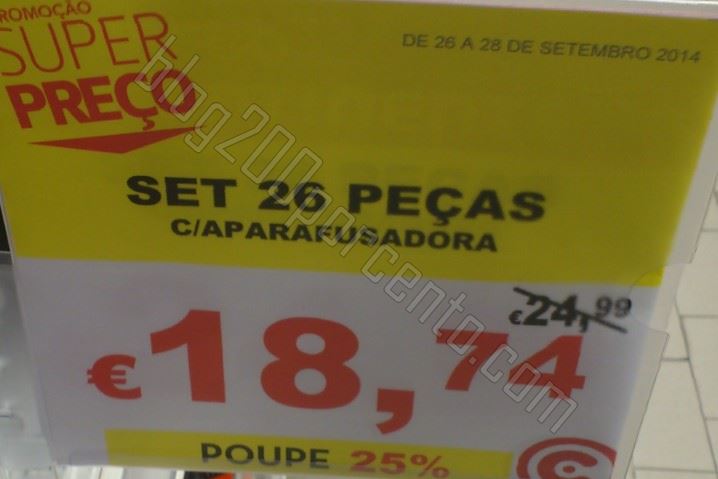 PROMOÇÃO
SUPER
PREÇO
DE 26 A 28 DE SETEMBRO 2014
SET 26 PEÇAS
C/APARAFUSADORA
€24,99
€18,74
POUPE 25%
blog200porcento.com